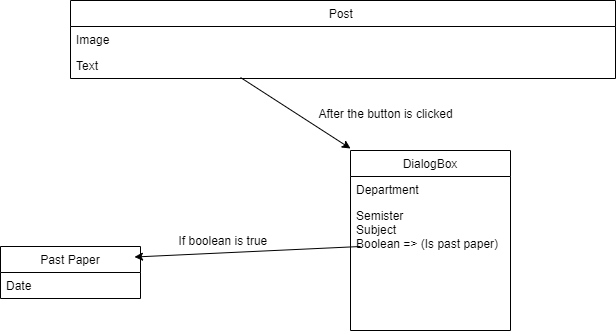 Post
Image
Text
After the button is clicked
DialogBox
Department
Semister
Subject
Boolean => (Is past paper)
If boolean is true
Past Paper
Date